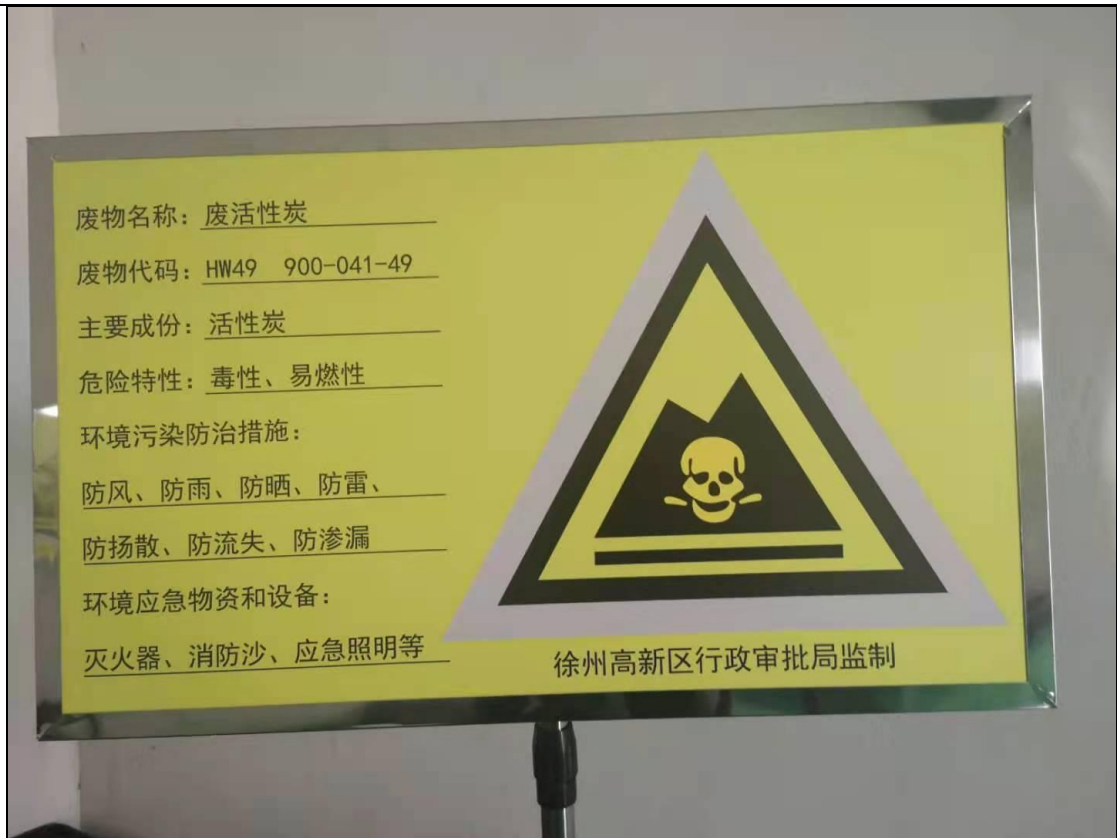 废物名称：废活性炭
废物代码：HW49 900-041-49
主要成份：活性炭
危险特性：毒性、易燃性
环境污染防治措施：
防风、防雨、防晒、防雷、
防扬散、防流失、防渗漏
环境应急物资和设备：
灭火器、消防沙、应急照明等
徐州高新区行政审批局监制